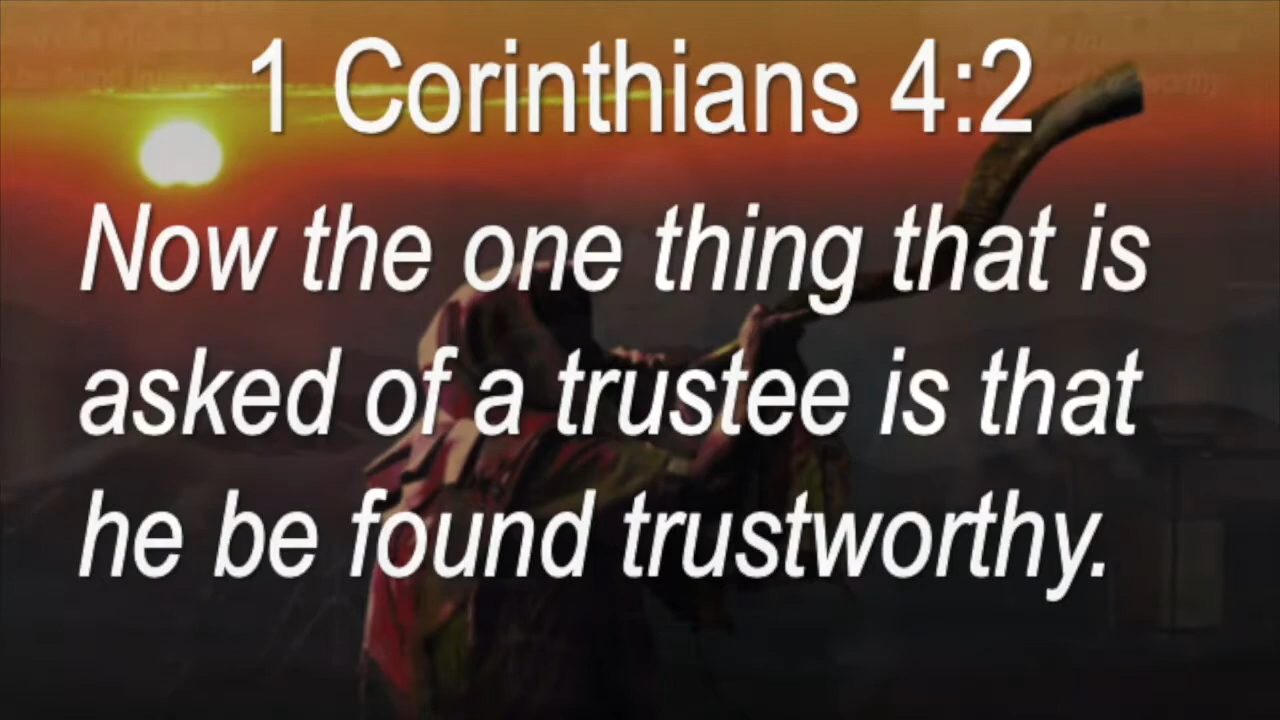 1 Corinthians 4:2
Now the one thing that is
asked of a trustee is that
he be found trustworthy.